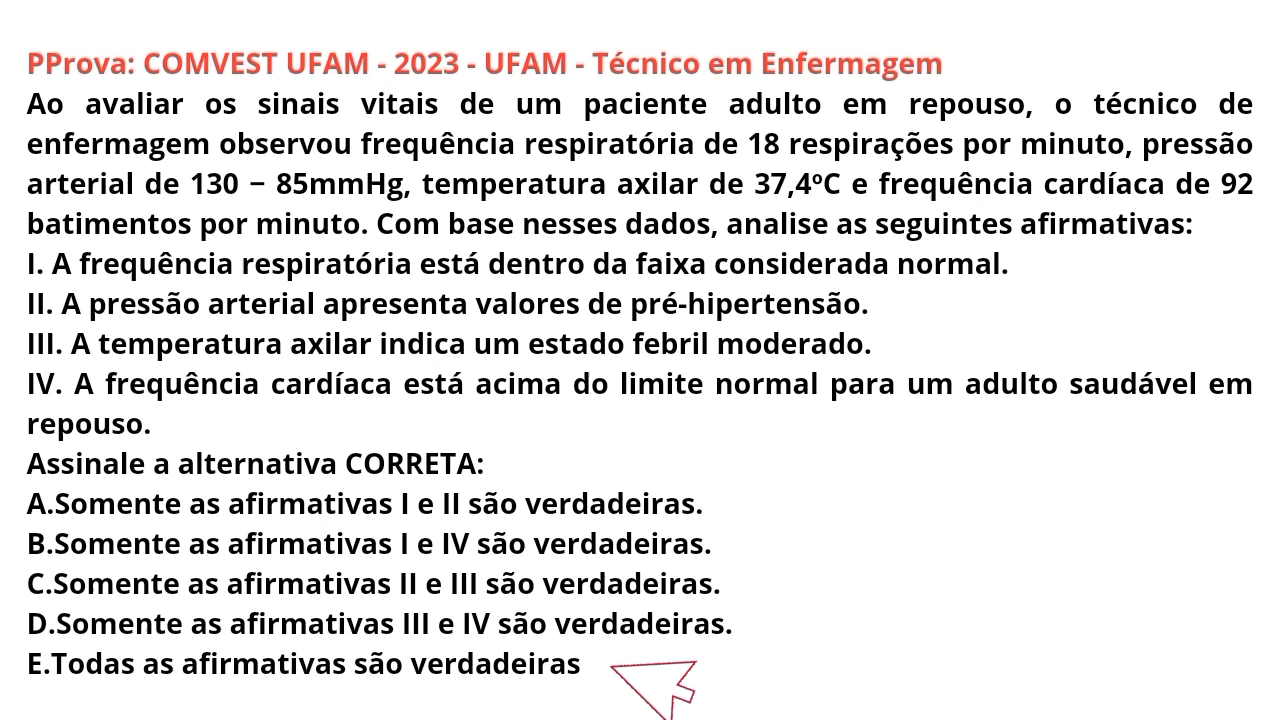 PProva: COMVEST UFAM - 2023 - UFAM - Técnico em Enfermagem
Ao avaliar os sinais vitais de um paciente adulto em repouso, o técnico de
enfermagem observou frequência respiratória de 18 respirações por minuto, pressão
arterial de 130 − 85mmHg, temperatura axilar de 37,4ºC e frequência cardíaca de 92
batimentos por minuto. Com base nesses dados, analise as seguintes afirmativas:
I. A frequência respiratória está dentro da faixa considerada normal.
II. A pressão arterial apresenta valores de pré-hipertensão.
III. A temperatura axilar indica um estado febril moderado.
IV. A frequência cardíaca está acima do limite normal para um adulto saudável em
repouso.
Assinale a alternativa CORRETA:
A.Somente as afirmativas I e II são verdadeiras.
B.Somente as afirmativas I e IV são verdadeiras.
C.Somente as afirmativas II e III são verdadeiras.
D.Somente as afirmativas III e IV são verdadeiras.
E.Todas as afirmativas são verdadeiras